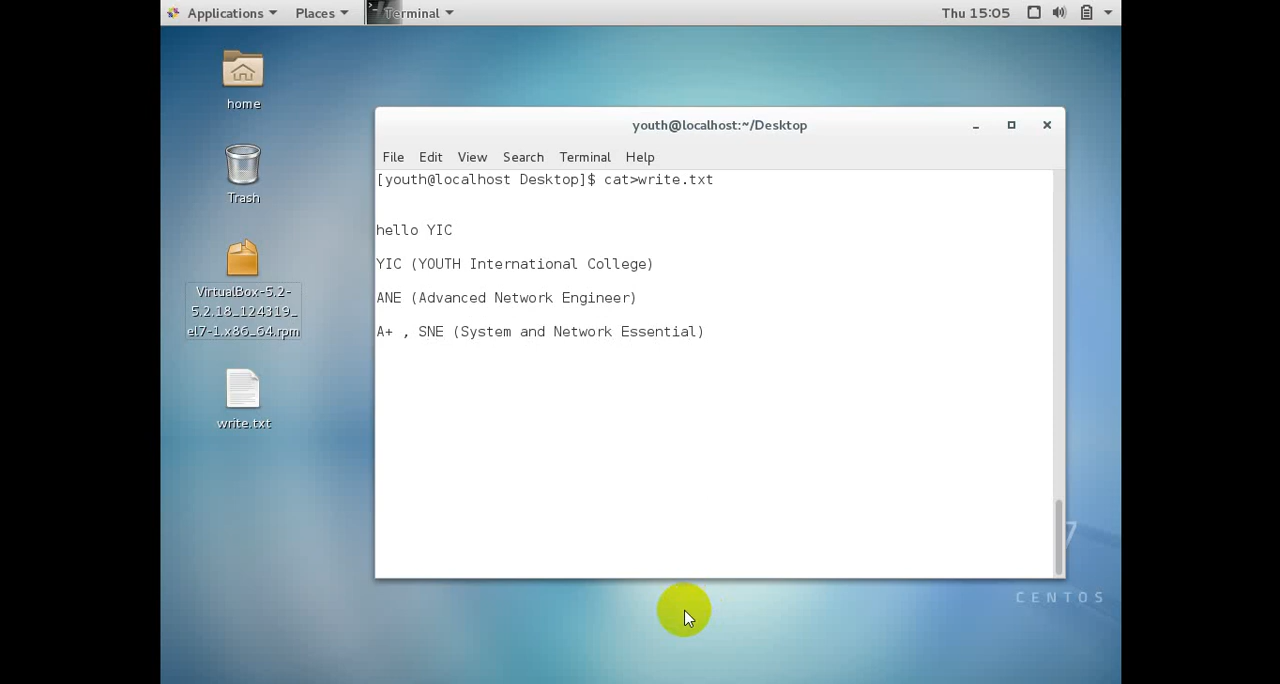 Applications Places Terminal Thu 15:05
home
Trash
VirtualBox-5.2-
5.2.18_124319_
el7-1.x86_64.rpm
write.txt
youth@localhost:~/Desktop
File Edit View Search Terminal Help
[youth@localhost Desktop]$ cat>write.txt
hello YIC
YIC (YOUTH International College)
ANE (Advanced Network Engineer)
A+ , SNE (System and Network Essential)
7
CENTOS